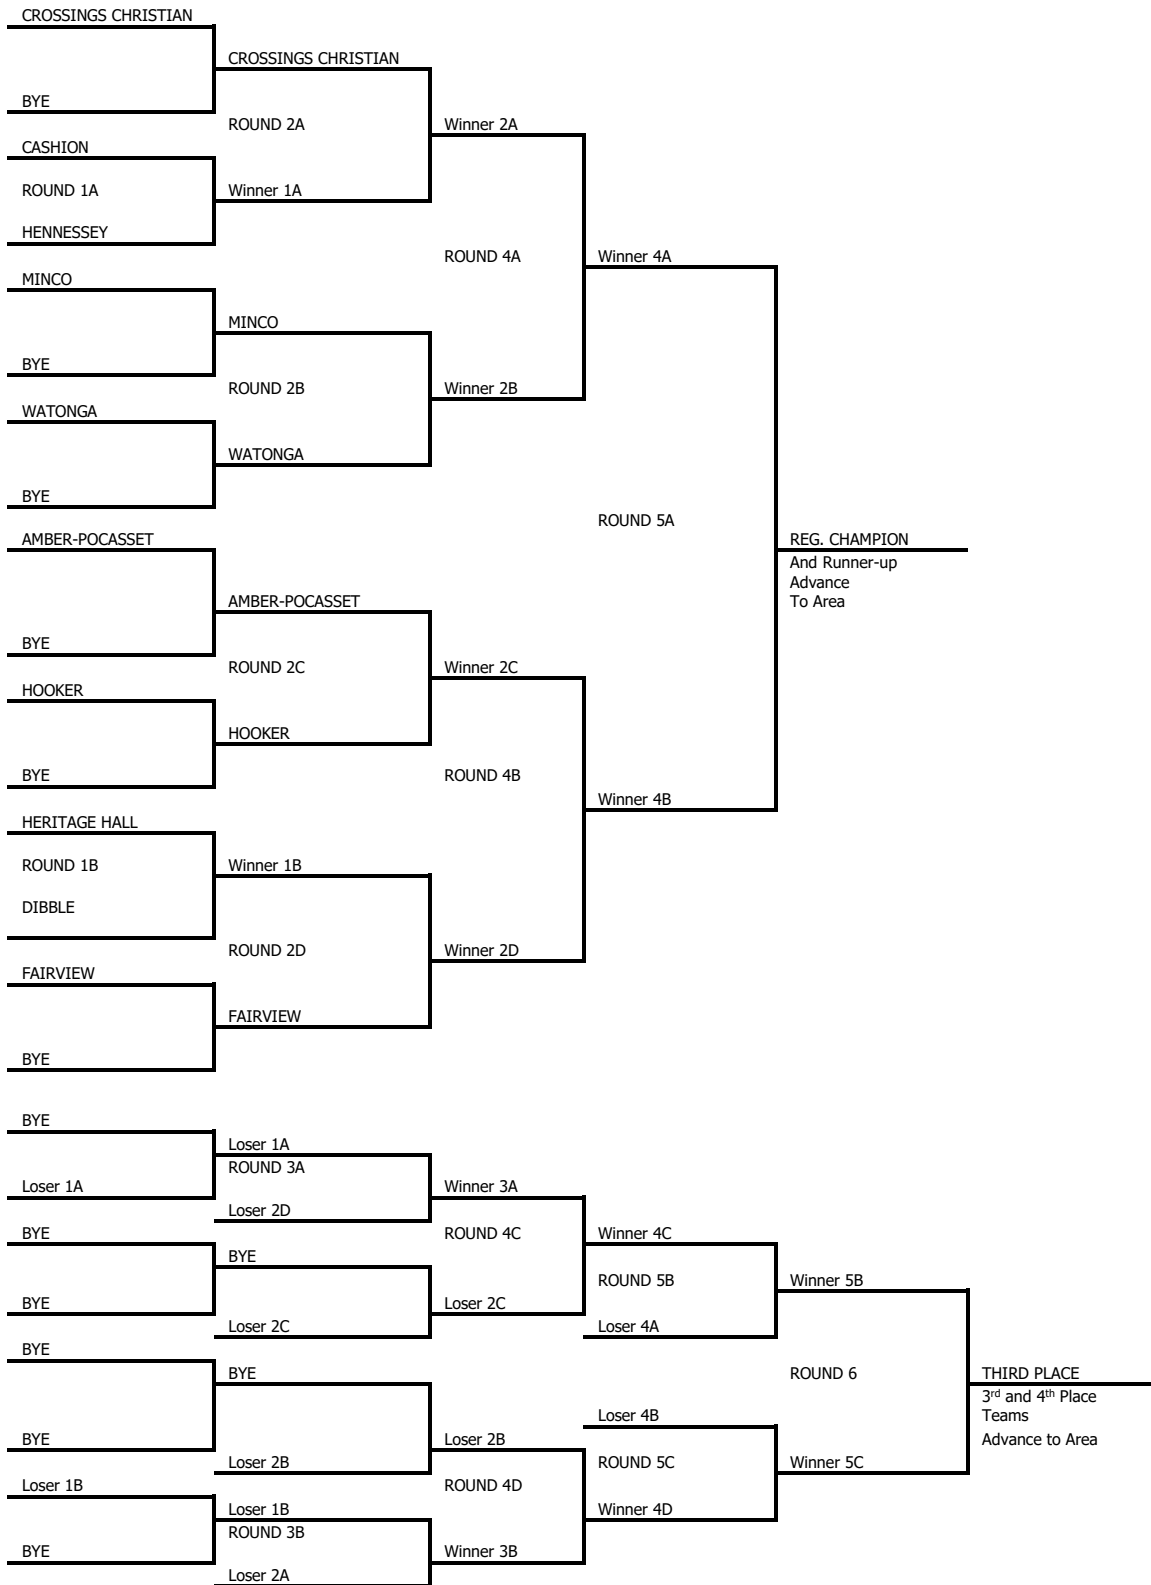 CROSSINGS CHRISTIAN
CROSSINGS CHRISTIAN
BYE
ROUND 2A
Winner 2A
CASHION
ROUND 1A
Winner 1A
HENNESSEY
ROUND 4A
Winner 4A
MINCO
MINCO
BYE
ROUND 2B
Winner 2B
WATONGA
WATONGA
BYE
ROUND 5A
AMBER-POCASSET
REG. CHAMPION
And Runner-up
Advance
To Area
AMBER-POCASSET
BYE
ROUND 2C
Winner 2C
HOOKER
HOOKER
BYE
ROUND 4B
Winner 4B
HERITAGE HALL
ROUND 1B
Winner 1B
DIBBLE
ROUND 2D
Winner 2D
FAIRVIEW
FAIRVIEW
BYE
BYE
Loser 1A
ROUND 3A
Loser 1A
Winner 3A
Loser 2D
BYE
ROUND 4C
Winner 4C
BYE
ROUND 5B
Winner 5B
BYE
Loser 2C
Loser 2C
Loser 4A
BYE
BYE
ROUND 6
THIRD PLACE
3rd and 4th Place
Teams
Advance to Area
Loser 4B
BYE
Loser 2B
Loser 2B
ROUND 5C
Winner 5C
Loser 1B
ROUND 4D
Loser 1B
Winner 4D
ROUND 3B
BYE
Winner 3B
Loser 2A